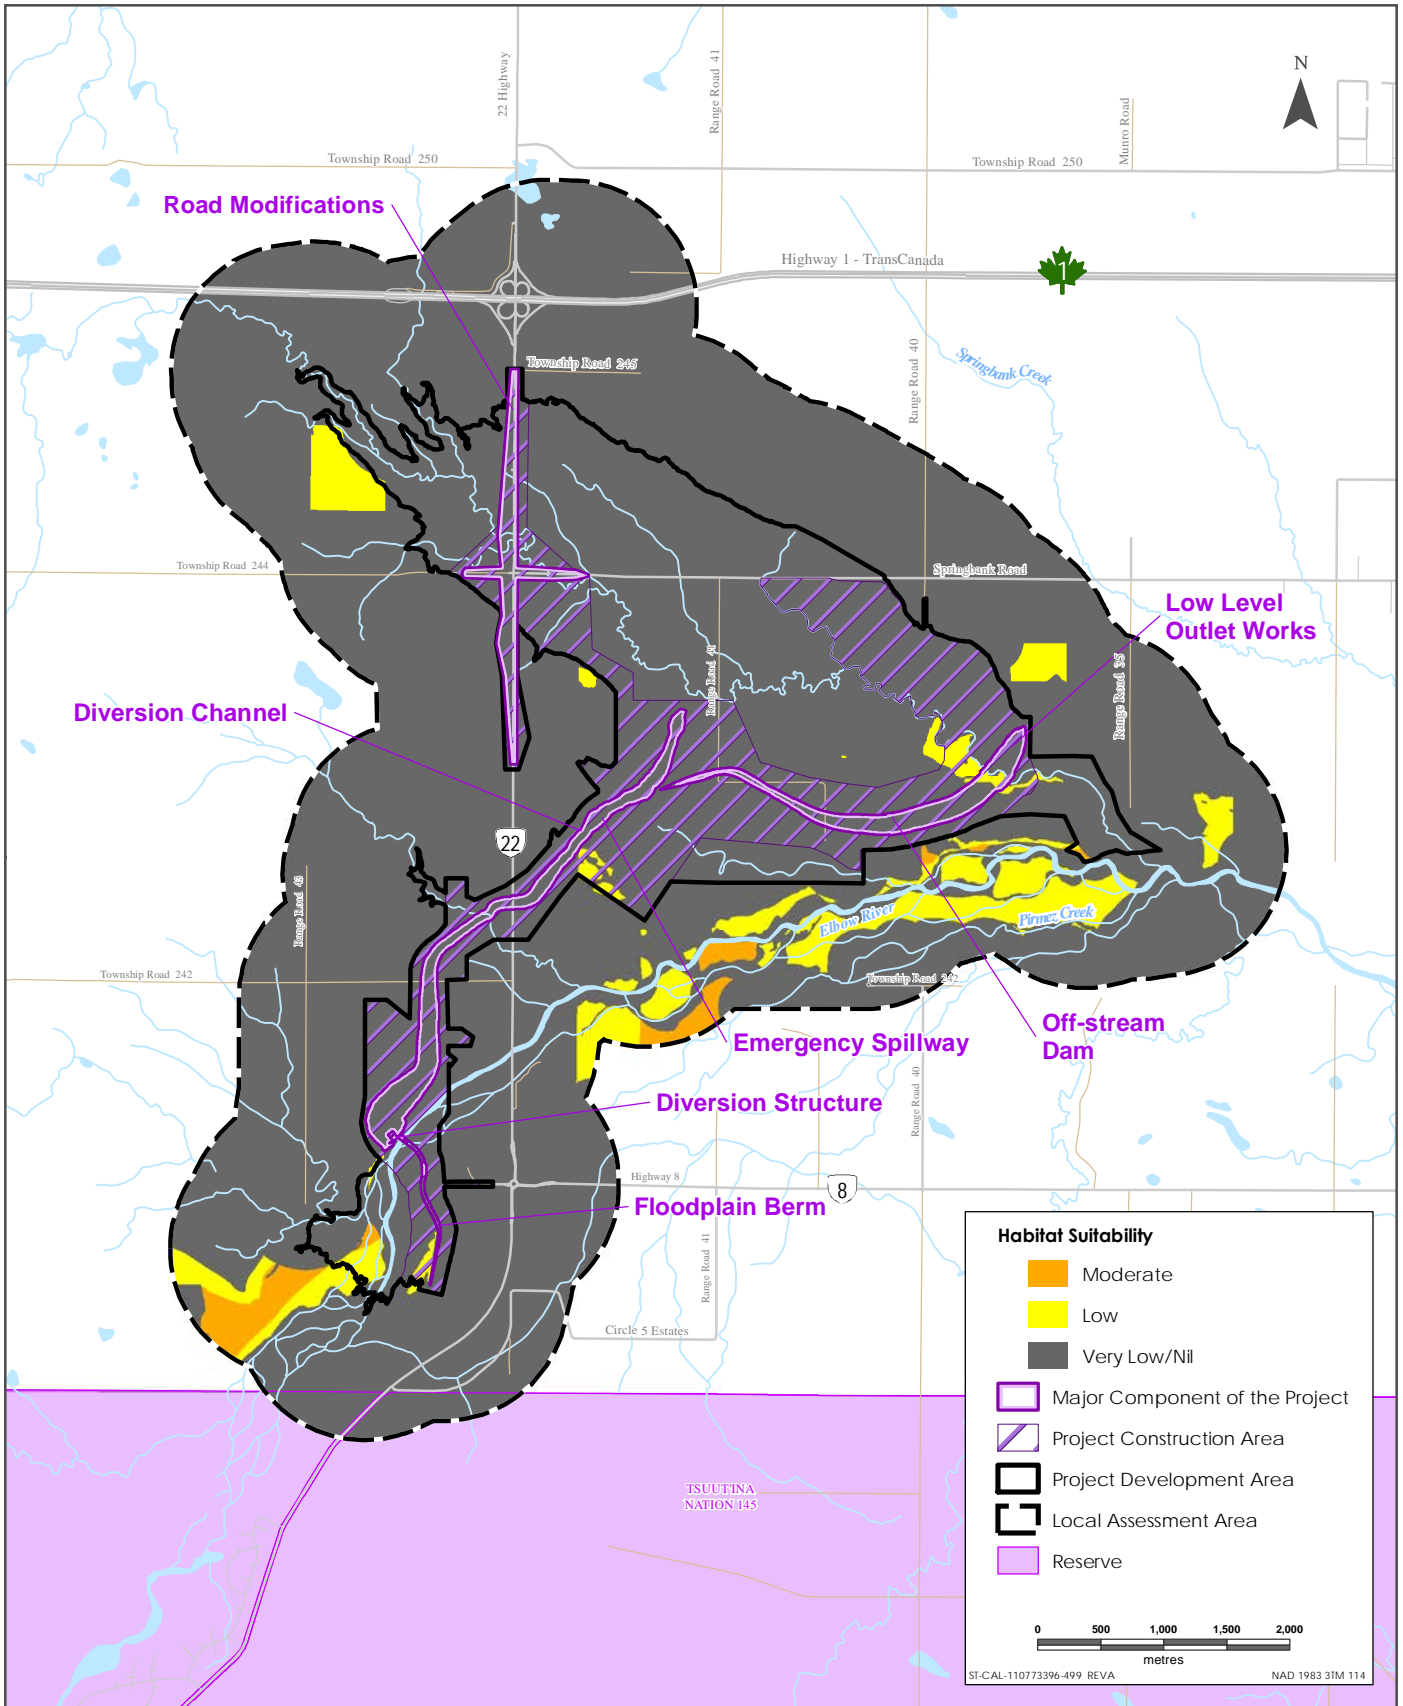 22 Highway
Range Road 41
Munro Road
N
Township Road 250
Township Road 250
Road Modifications
Highway 1 - TransCanada
1
Township Road 245
Range Road 40
Springbank Creek
Township Road 244
Springbank Road
Low Level
Outlet Works
Range Road 41
Range Road 35
Diversion Channel
22
Range Road 43
Elbow River
Pirmez Creek
Township Road 242
Township Road 242
Emergency Spillway
Off-stream
Dam
Range Road 40
Diversion Structure
Highway 8
8
Floodplain Berm
Range Road 41
Circle 5 Estates
TSUUT'INA
NATION 145
Habitat Suitability
Moderate
Low
Very Low/Nil
Major Component of the Project
Project Construction Area
Project Development Area
Local Assessment Area
Reserve
0 500 1,000 1,500 2,000
metres
ST-CAL-110773396-499 REVA NAD 1983 3TM 114